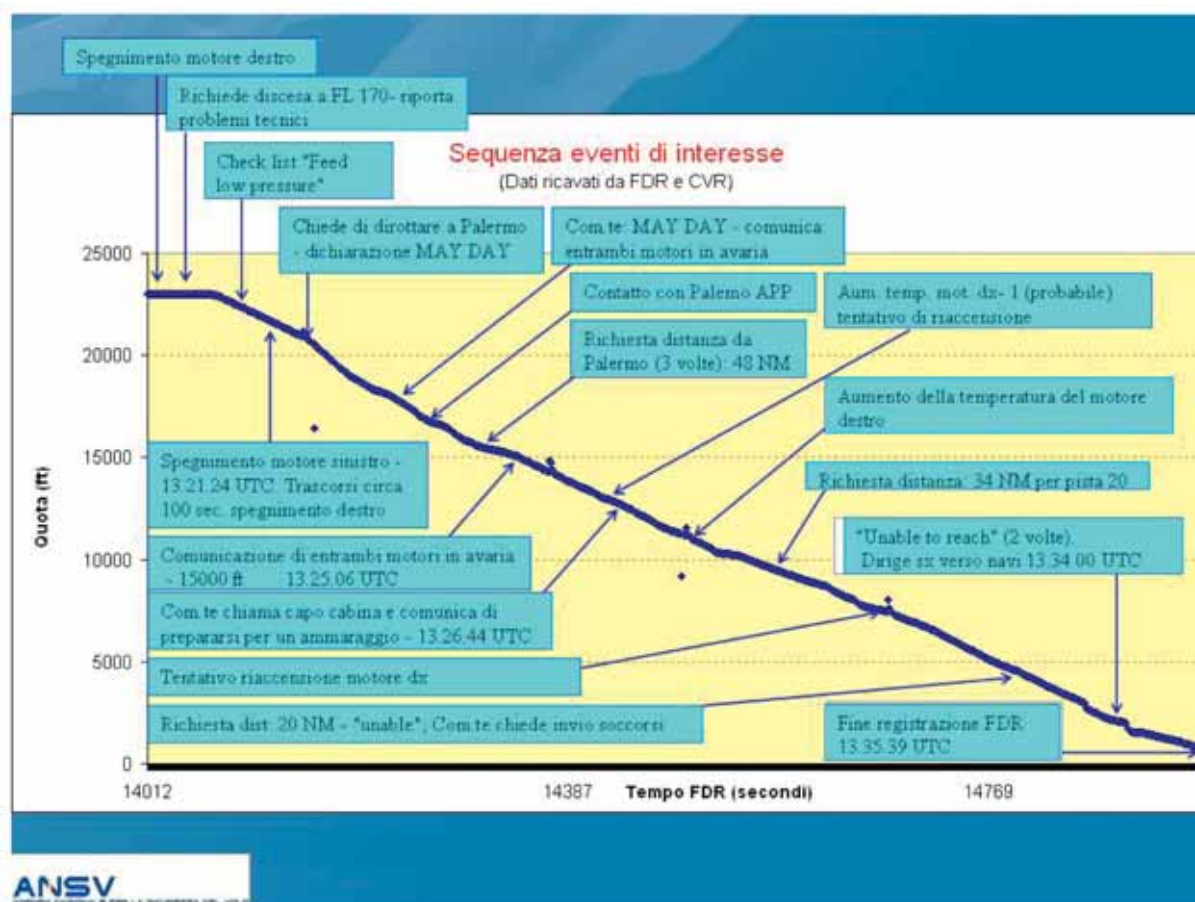 Spegnimento motore destro
Richiede discesa a FL 170- riporta
problemi tecnici
Check list "Feed
low pressure"
Sequenza eventi di interesse
(Dati ricavati da FDR e CVR)
Chiede di dirottare a Palermo
- dichiarazione MAY DAY
Com.te: MAY DAY - comunica
entrambi motori in avaria
Contatto con Palemo APP
Richiesta distanza da
Palermo (3 volte): 48 NM
Aum. temp. mot. dx- 1 (probabile)
tentativo di riaccensione
Aumento della temperatura del motore
destro
Richiesta distanza: 34 NM per pista 20
"Unable to reach" (2 volte).
Dirige sx verso navi 13.34.00 UTC
Spegnimento motore sinistro -
13.21.24 UTC. Trascorsi circa
100 sec. spegnimento destro
Comunicazione di entrambi motori in avaria
- 15000 ft 13.25.06 UTC
Com.te chiama capo cabina e comunica di
prepararsi per un ammaraggio - 13.26.44 UTC
Tentativo riaccenzione motore dx
Richiesta dist. 20 NM - "unable"; Com.te chiede invio soccorsi
Fine registrazione FDR
13.35.39 UTC
Quota (ft)
25000
20000
15000
10000
5000
0
14012
14387
Tempo FDR (secondi)
14769
ANSV